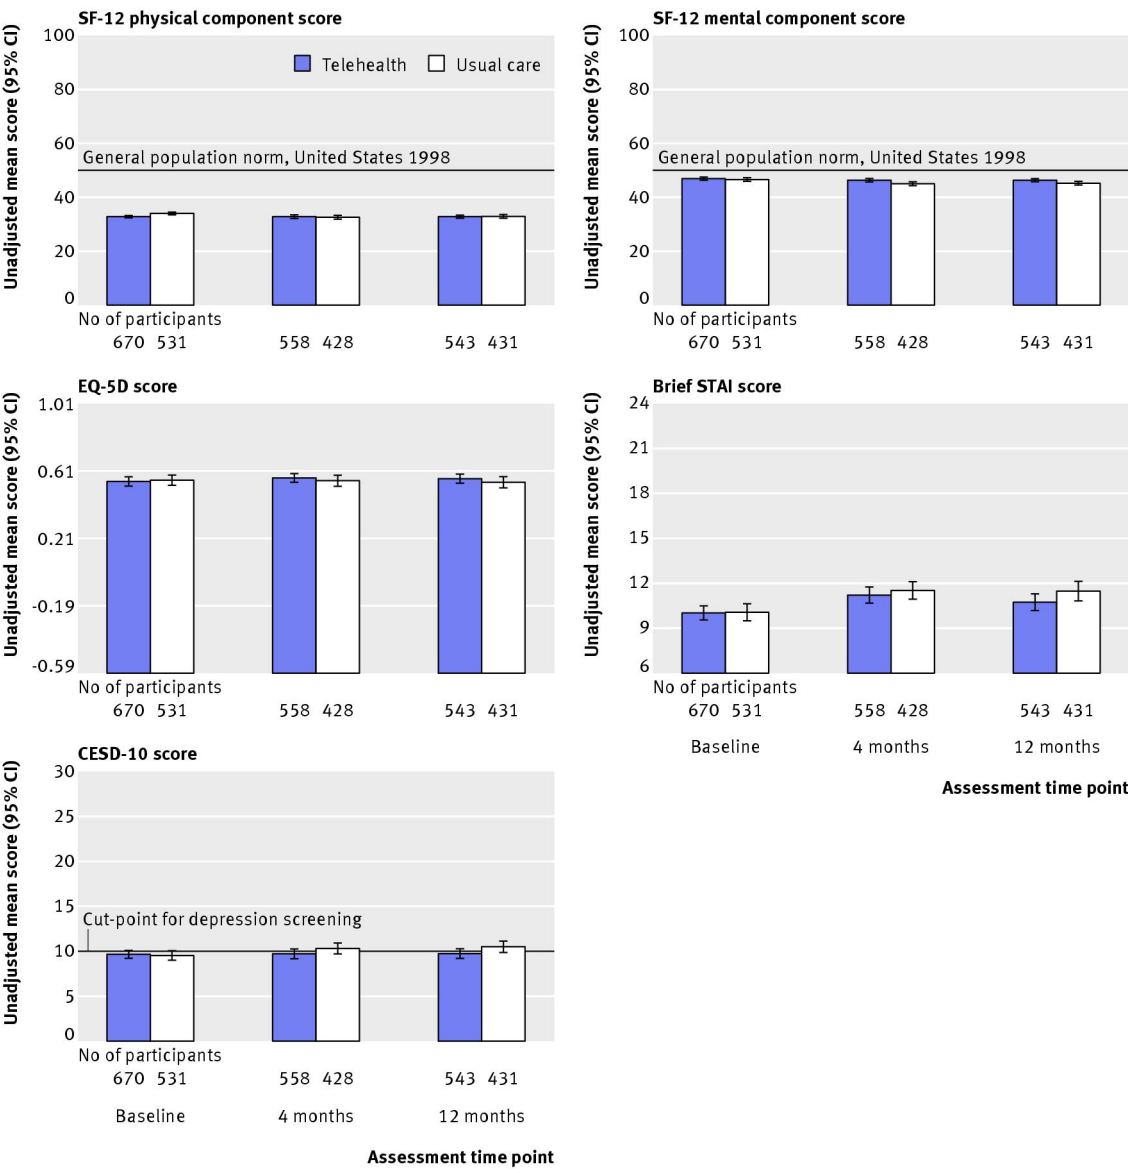 SF-12 physical component score
Unadjusted mean score (95% CI)
100
80
60
40
20
0
Telehealth
Usual care
General population norm, United States 1998
No of participants
670 531 558 428 543 431
SF-12 mental component score
Unadjusted mean score (95% CI)
100
80
60
40
20
0
General population norm, United States 1998
No of participants
670 531 558 428 543 431
EQ-5D score
Unadjusted mean score (95% CI)
1.01
0.61
0.21
-0.19
-0.59
No of participants
670 531 558 428 543 431
Brief STAI score
Unadjusted mean score (95% CI)
24
21
18
15
12
9
6
No of participants
670 531 558 428 543 431
Baseline 4 months 12 months
Assessment time point
CESD-10 score
Unadjusted mean score (95% CI)
30
25
20
15
10
5
0
Cut-point for depression screening
No of participants
670 531 558 428 543 431
Baseline 4 months 12 months
Assessment time point